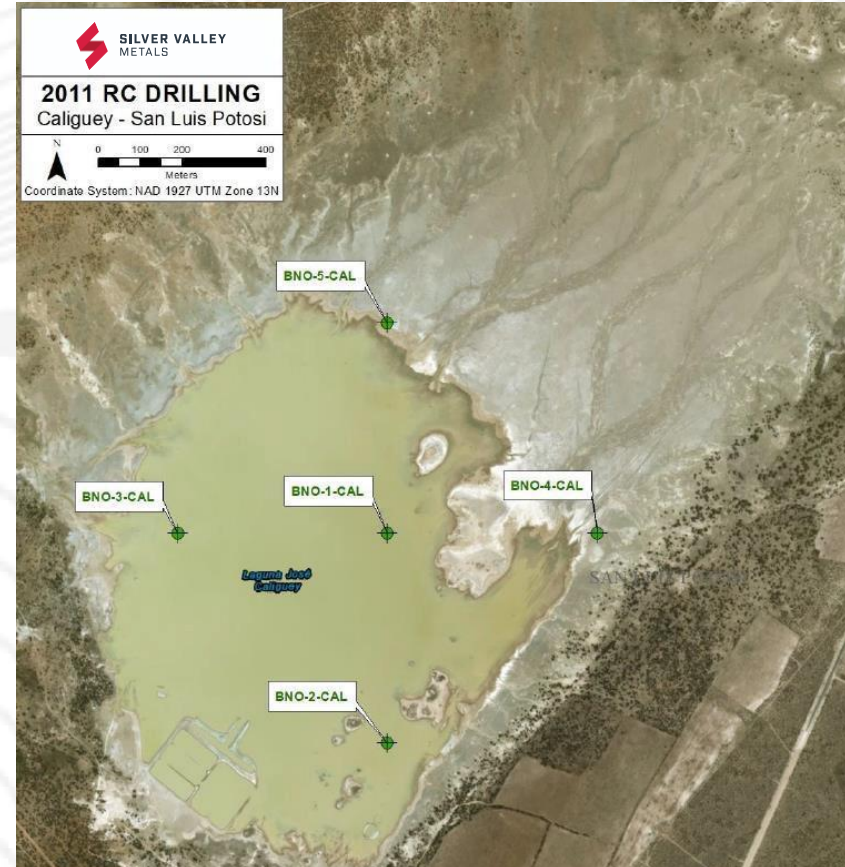 SILVER VALLEY
METALS
2011 RC DRILLING
Caliguey - San Luis Potosi
N
0 100 200 400
Meters
Coordinate System: NAD 1927 UTM Zone 13N
BNO-5-CAL
BNO-3-CAL
BNO-1-CAL
BNO-4-CAL
Laguna José
Caliguey
BNO-2-CAL